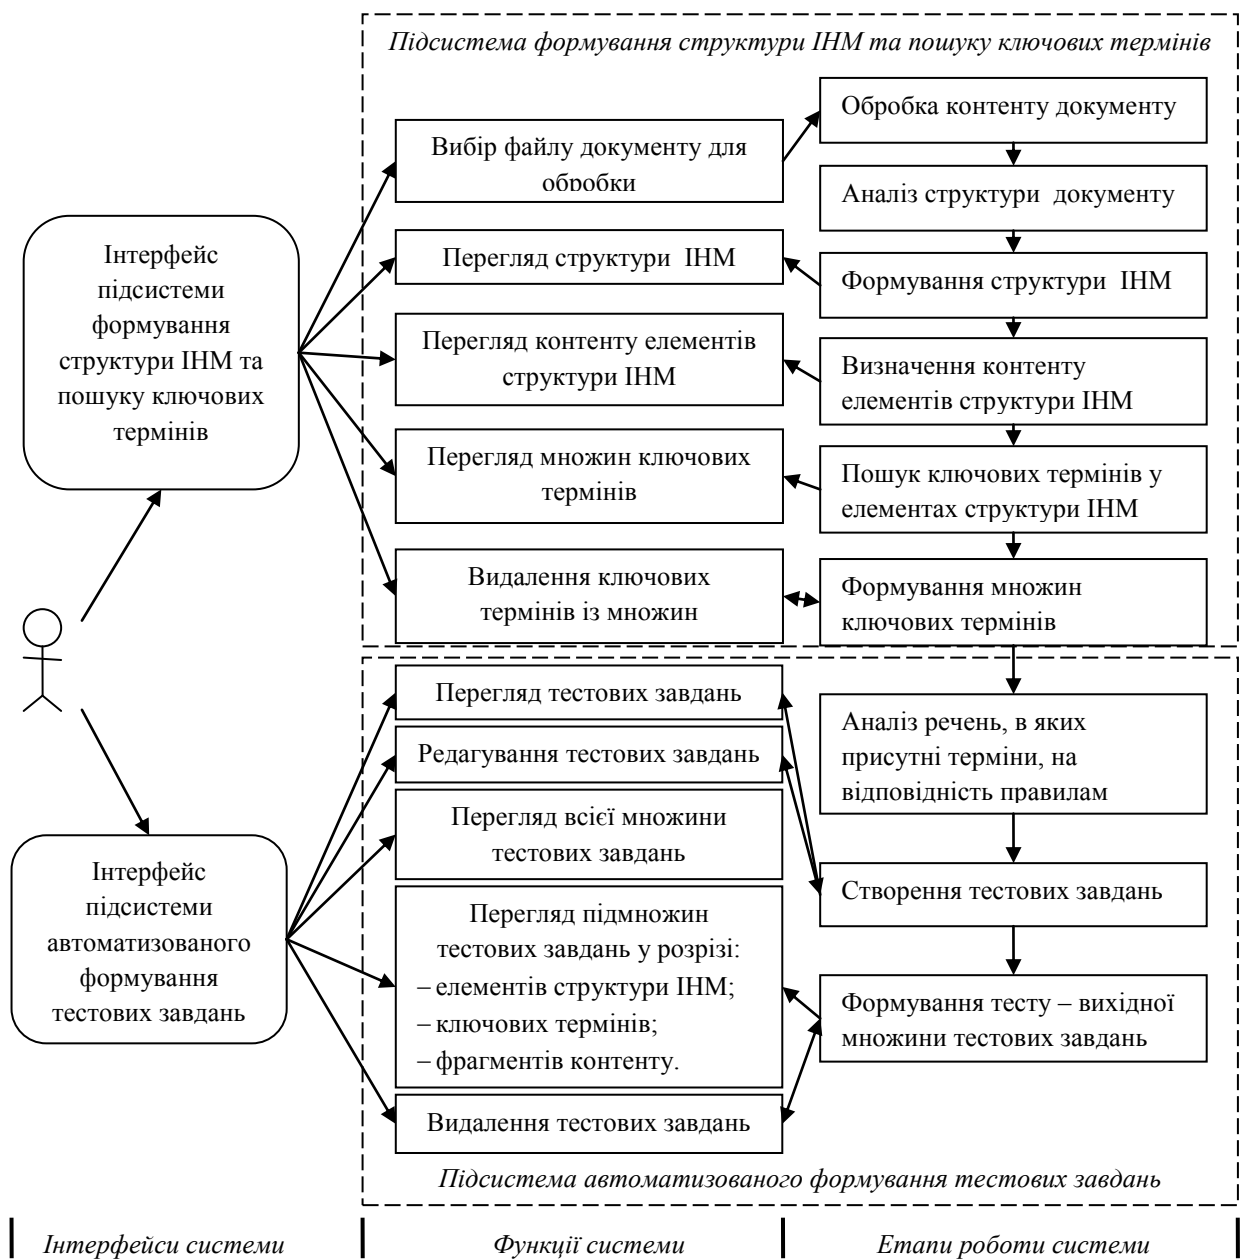 Підсистема формування структури ІНМ та пошуку ключових термінів
Обробка контенту документу
Вибір файлу документу для
обробки
Аналіз структури документу
Інтерфейс
підсистеми
формування
структури ІНМ та
пошуку ключових
термінів
Перегляд структури ІНМ
Формування структури ІНМ
Перегляд контенту елементів
структури ІНМ
Визначення контенту
елементів структури ІНМ
Перегляд множин ключових
термінів
Пошук ключових термінів у
елементах структури ІНМ
Видалення ключових
термінів із множин
Формування множин
ключових термінів
Перегляд тестових завдань
Аналіз речень, в яких
присутні терміни, на
відповідність правилам
Редагування тестових завдань
Перегляд всієї множини
тестових завдань
Інтерфейс
підсистеми
автоматизованого
формування
тестових завдань
Створення тестових завдань
Перегляд підмножин
тестових завдань у розрізі:
– елементів структури ІНМ;
– ключових термінів;
– фрагментів контенту.
Формування тесту – вихідної
множини тестових завдань
Видалення тестових завдань
Підсистема автоматизованого формування тестових завдань
Інтерфейси системи
Функції системи
Етапи роботи системи